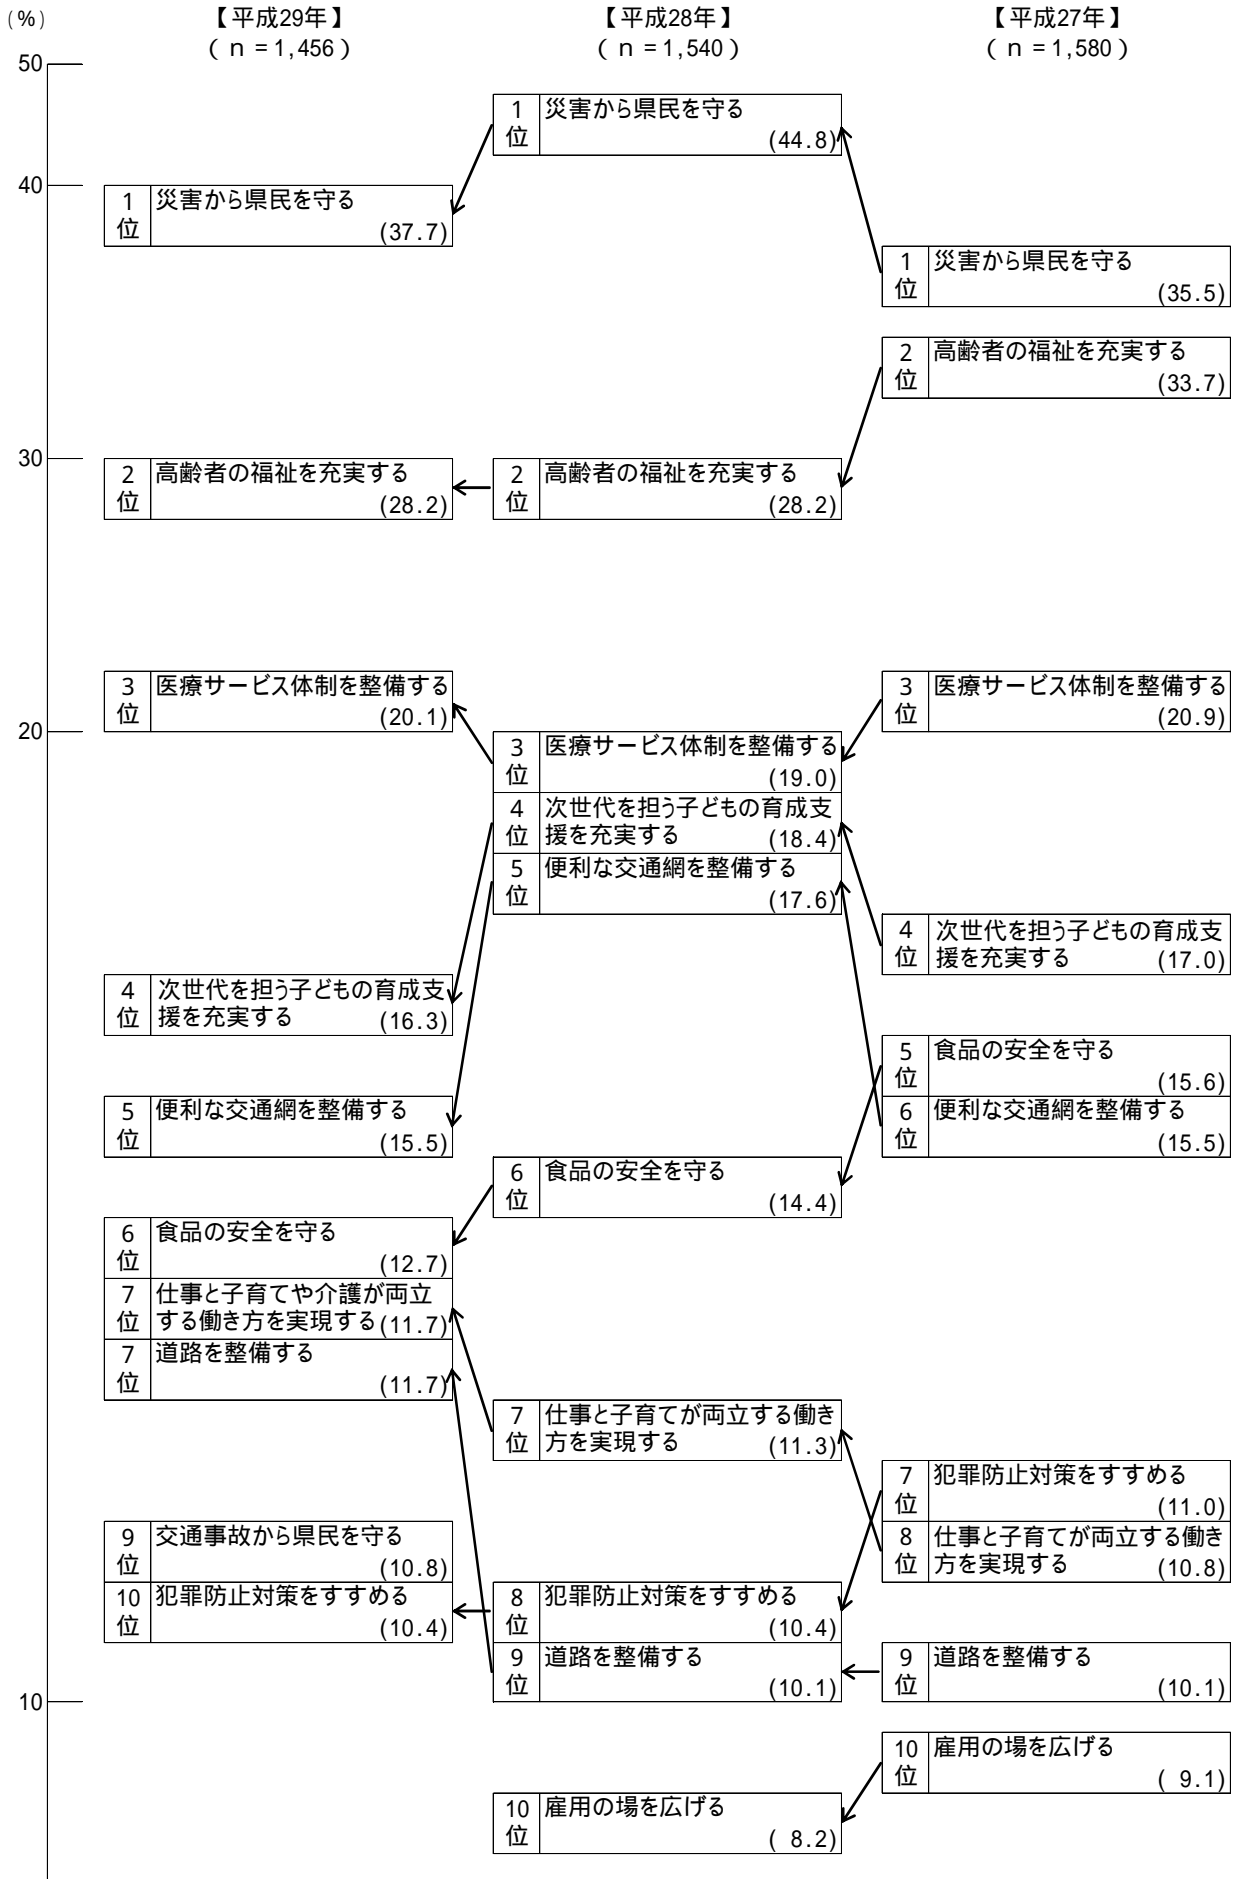 (%)
【平成29年】
(n=1,456)
【平成28年】
(n=1,540)
【平成27年】
(n=1,580)
50
40
30
20
10
1位 災害から県民を守る
(37.7)
2位 高齢者の福祉を充実する
(28.2)
3位 医療サービス体制を整備する
(20.1)
4位 次世代を担う子どもの育成支
援を充実する (16.3)
5位 便利な交通網を整備する
(15.5)
6位 食品の安全を守る
(12.7)
7位 仕事と子育てや介護が両立
する働き方を実現する(11.7)
7位 道路を整備する
(11.7)
9位 交通事故から県民を守る
(10.8)
10位 犯罪防止対策をすすめる
(10.4)
1位 災害から県民を守る
(44.8)
2位 高齢者の福祉を充実する
(28.2)
3位 医療サービス体制を整備する
(19.0)
4位 次世代を担う子どもの育成支
援を充実する (18.4)
5位 便利な交通網を整備する
(17.6)
6位 食品の安全を守る
(14.4)
7位 仕事と子育てが両立する働き
方を実現する (11.3)
8位 犯罪防止対策をすすめる
(10.4)
9位 道路を整備する
(10.1)
10位 雇用の場を広げる
( 8.2)
1位 災害から県民を守る
(35.5)
2位 高齢者の福祉を充実する
(33.7)
3位 医療サービス体制を整備する
(20.9)
4位 次世代を担う子どもの育成支
援を充実する (17.0)
5位 食品の安全を守る
(15.6)
6位 便利な交通網を整備する
(15.5)
7位 犯罪防止対策をすすめる
(11.0)
8位 仕事と子育てが両立する働き
方を実現する (10.8)
9位 道路を整備する
(10.1)
10位 雇用の場を広げる
( 9.1)